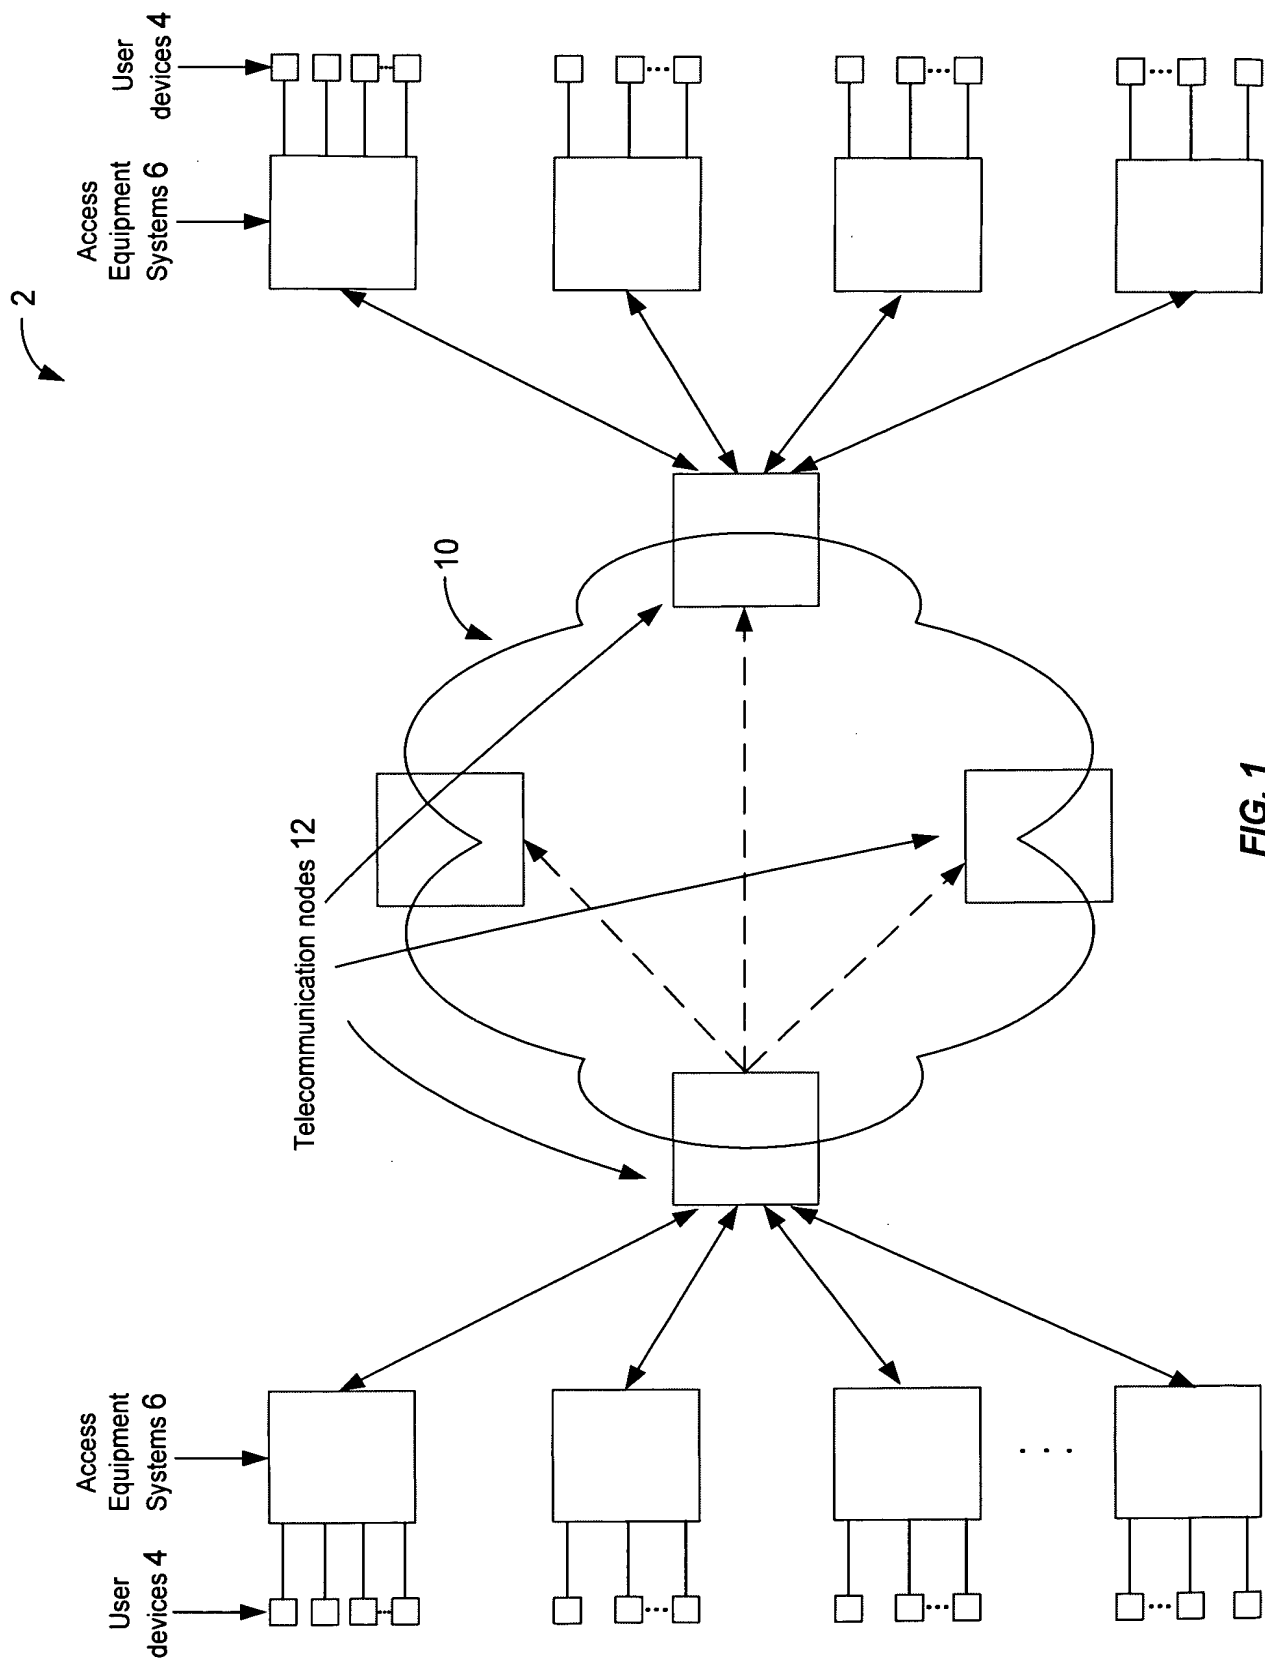 2
User
devices 4
Access
Equipment
Systems 6
Access
Equipment
Systems 6
User
devices 4
Telecommunication nodes 12
10
. . .
FIG. 1